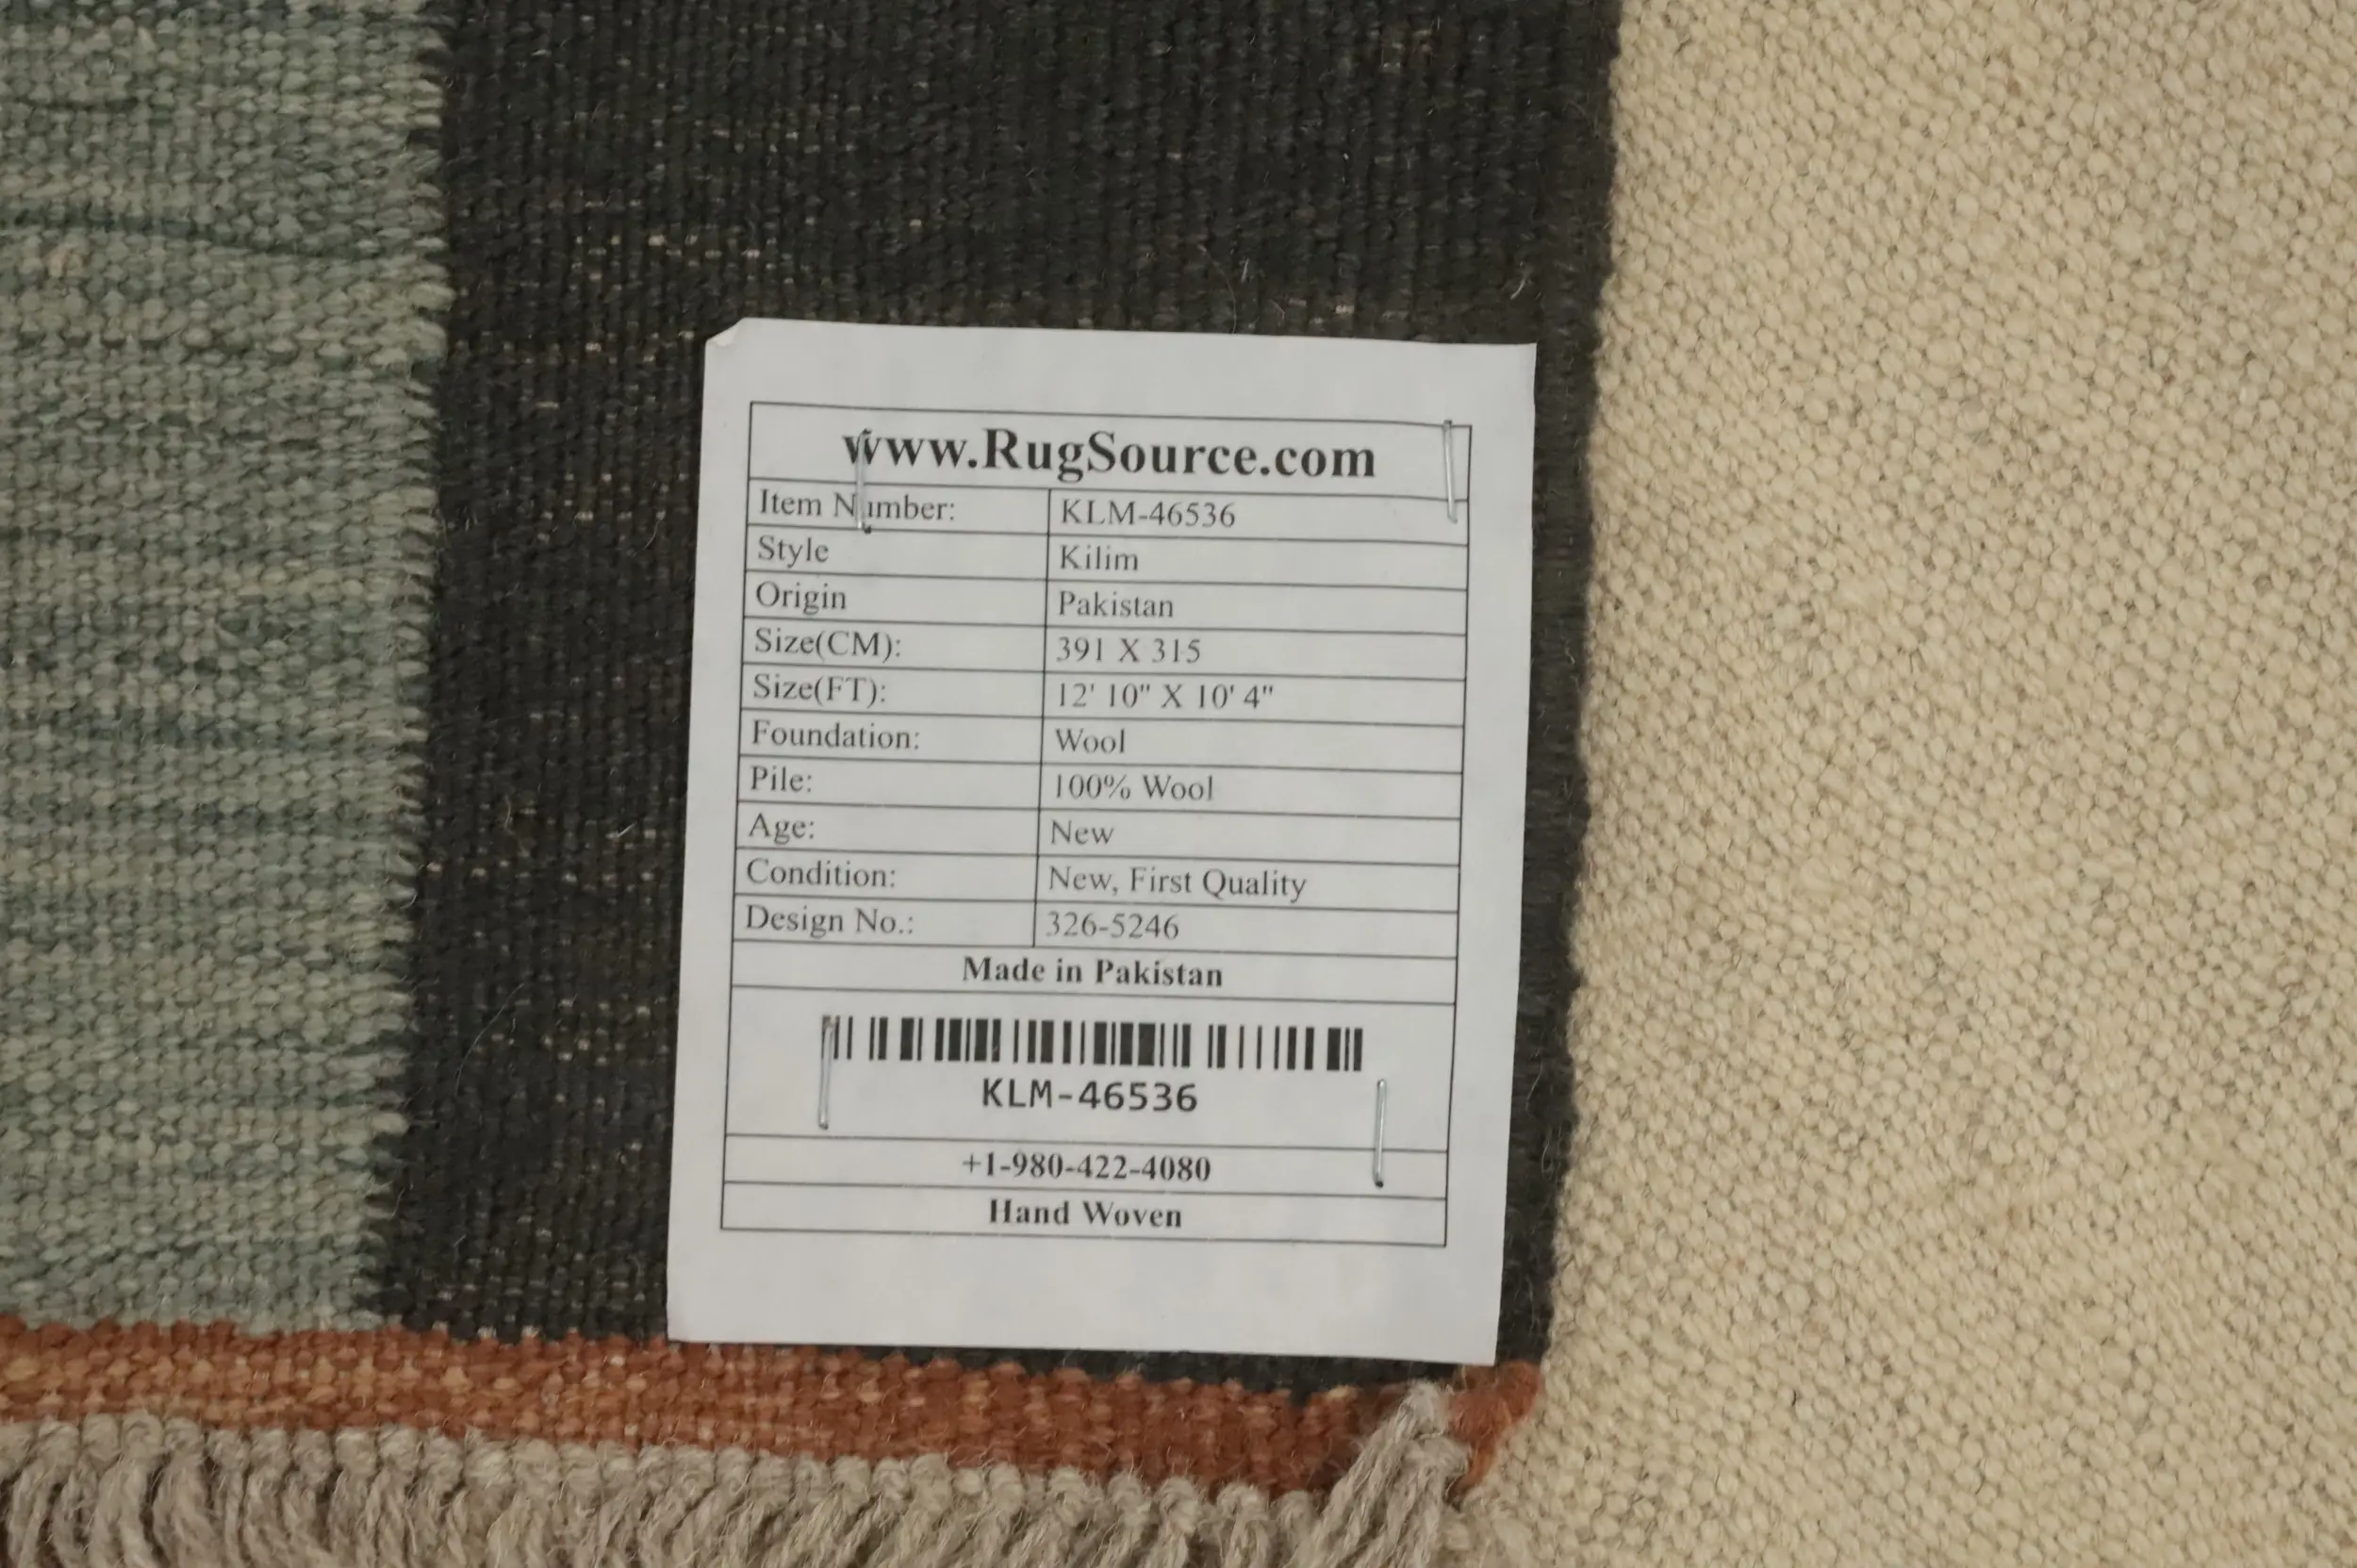 www.RugSource.com
Item Number: KLM-46536
Style Kilim
Origin Pakistan
Size(CM): 391 X 315
Size(FT): 12' 10" X 10' 4"
Foundation: Wool
Pile: 100% Wool
Age: New
Condition: New, First Quality
Design No.: 326-5246
Made in Pakistan
KLM-46536
+1-980-422-4080
Hand Woven